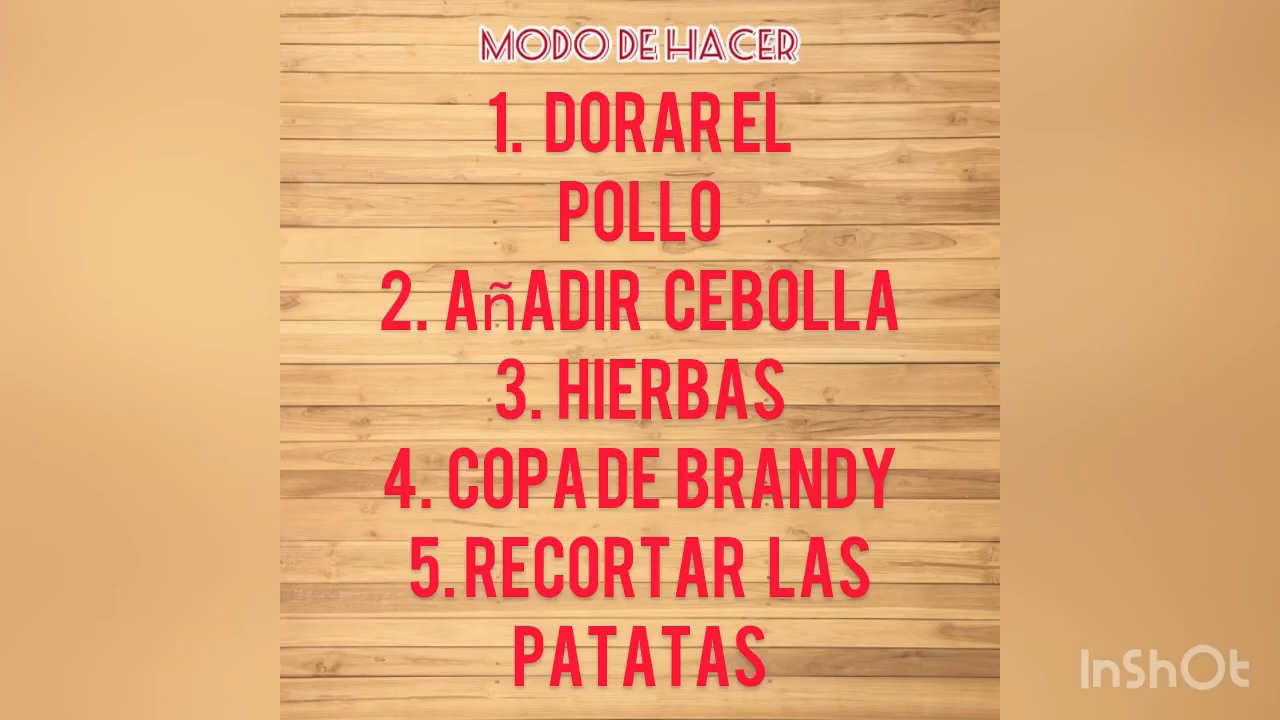 MODO DE HACER
1. DORAR EL
POLLO
2. AñADIR CEBOLLA
3. HIERBAS
4. COPA DE BRANDY
5. RECORTAR LAS
PATATAS
InShOt